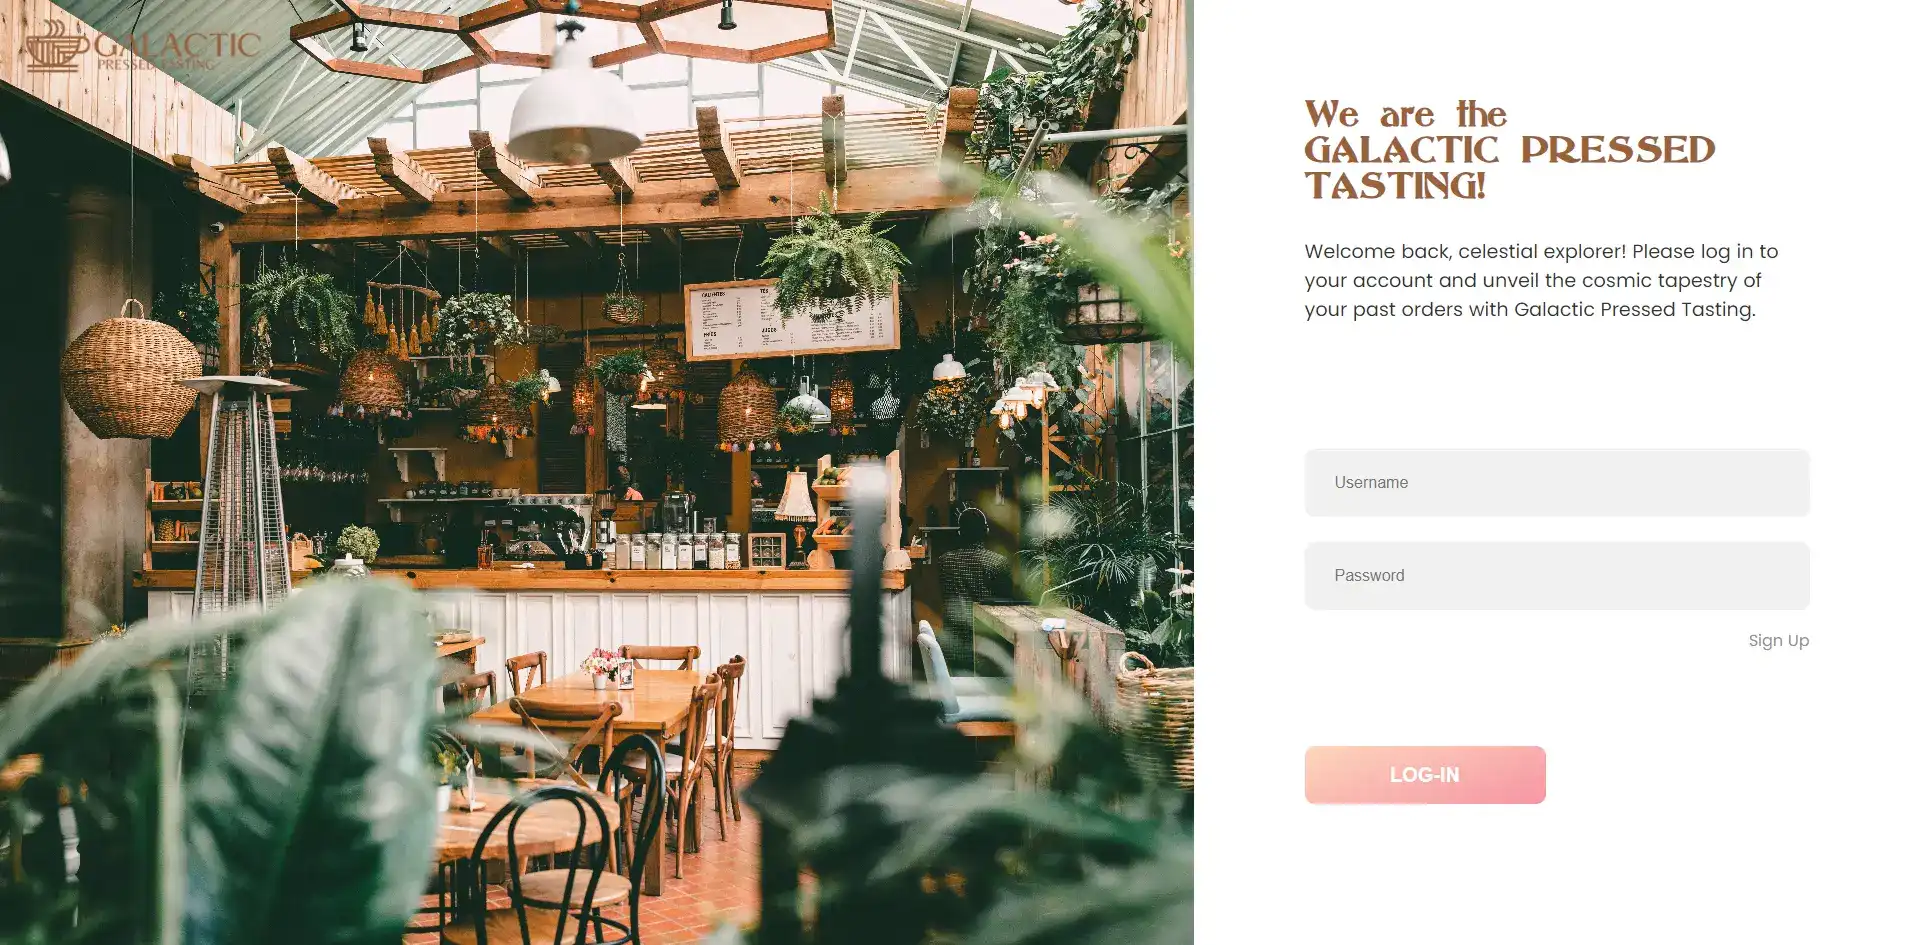 GALACTIC
PRESSED TASTING
CALIENTES
JUGOS
We are the
GALACTIC PRESSED
TASTING!
Welcome back, celestial explorer! Please log in to
your account and unveil the cosmic tapestry of
your past orders with Galactic Pressed Tasting.
Username
Password
Sign Up
LOG-IN